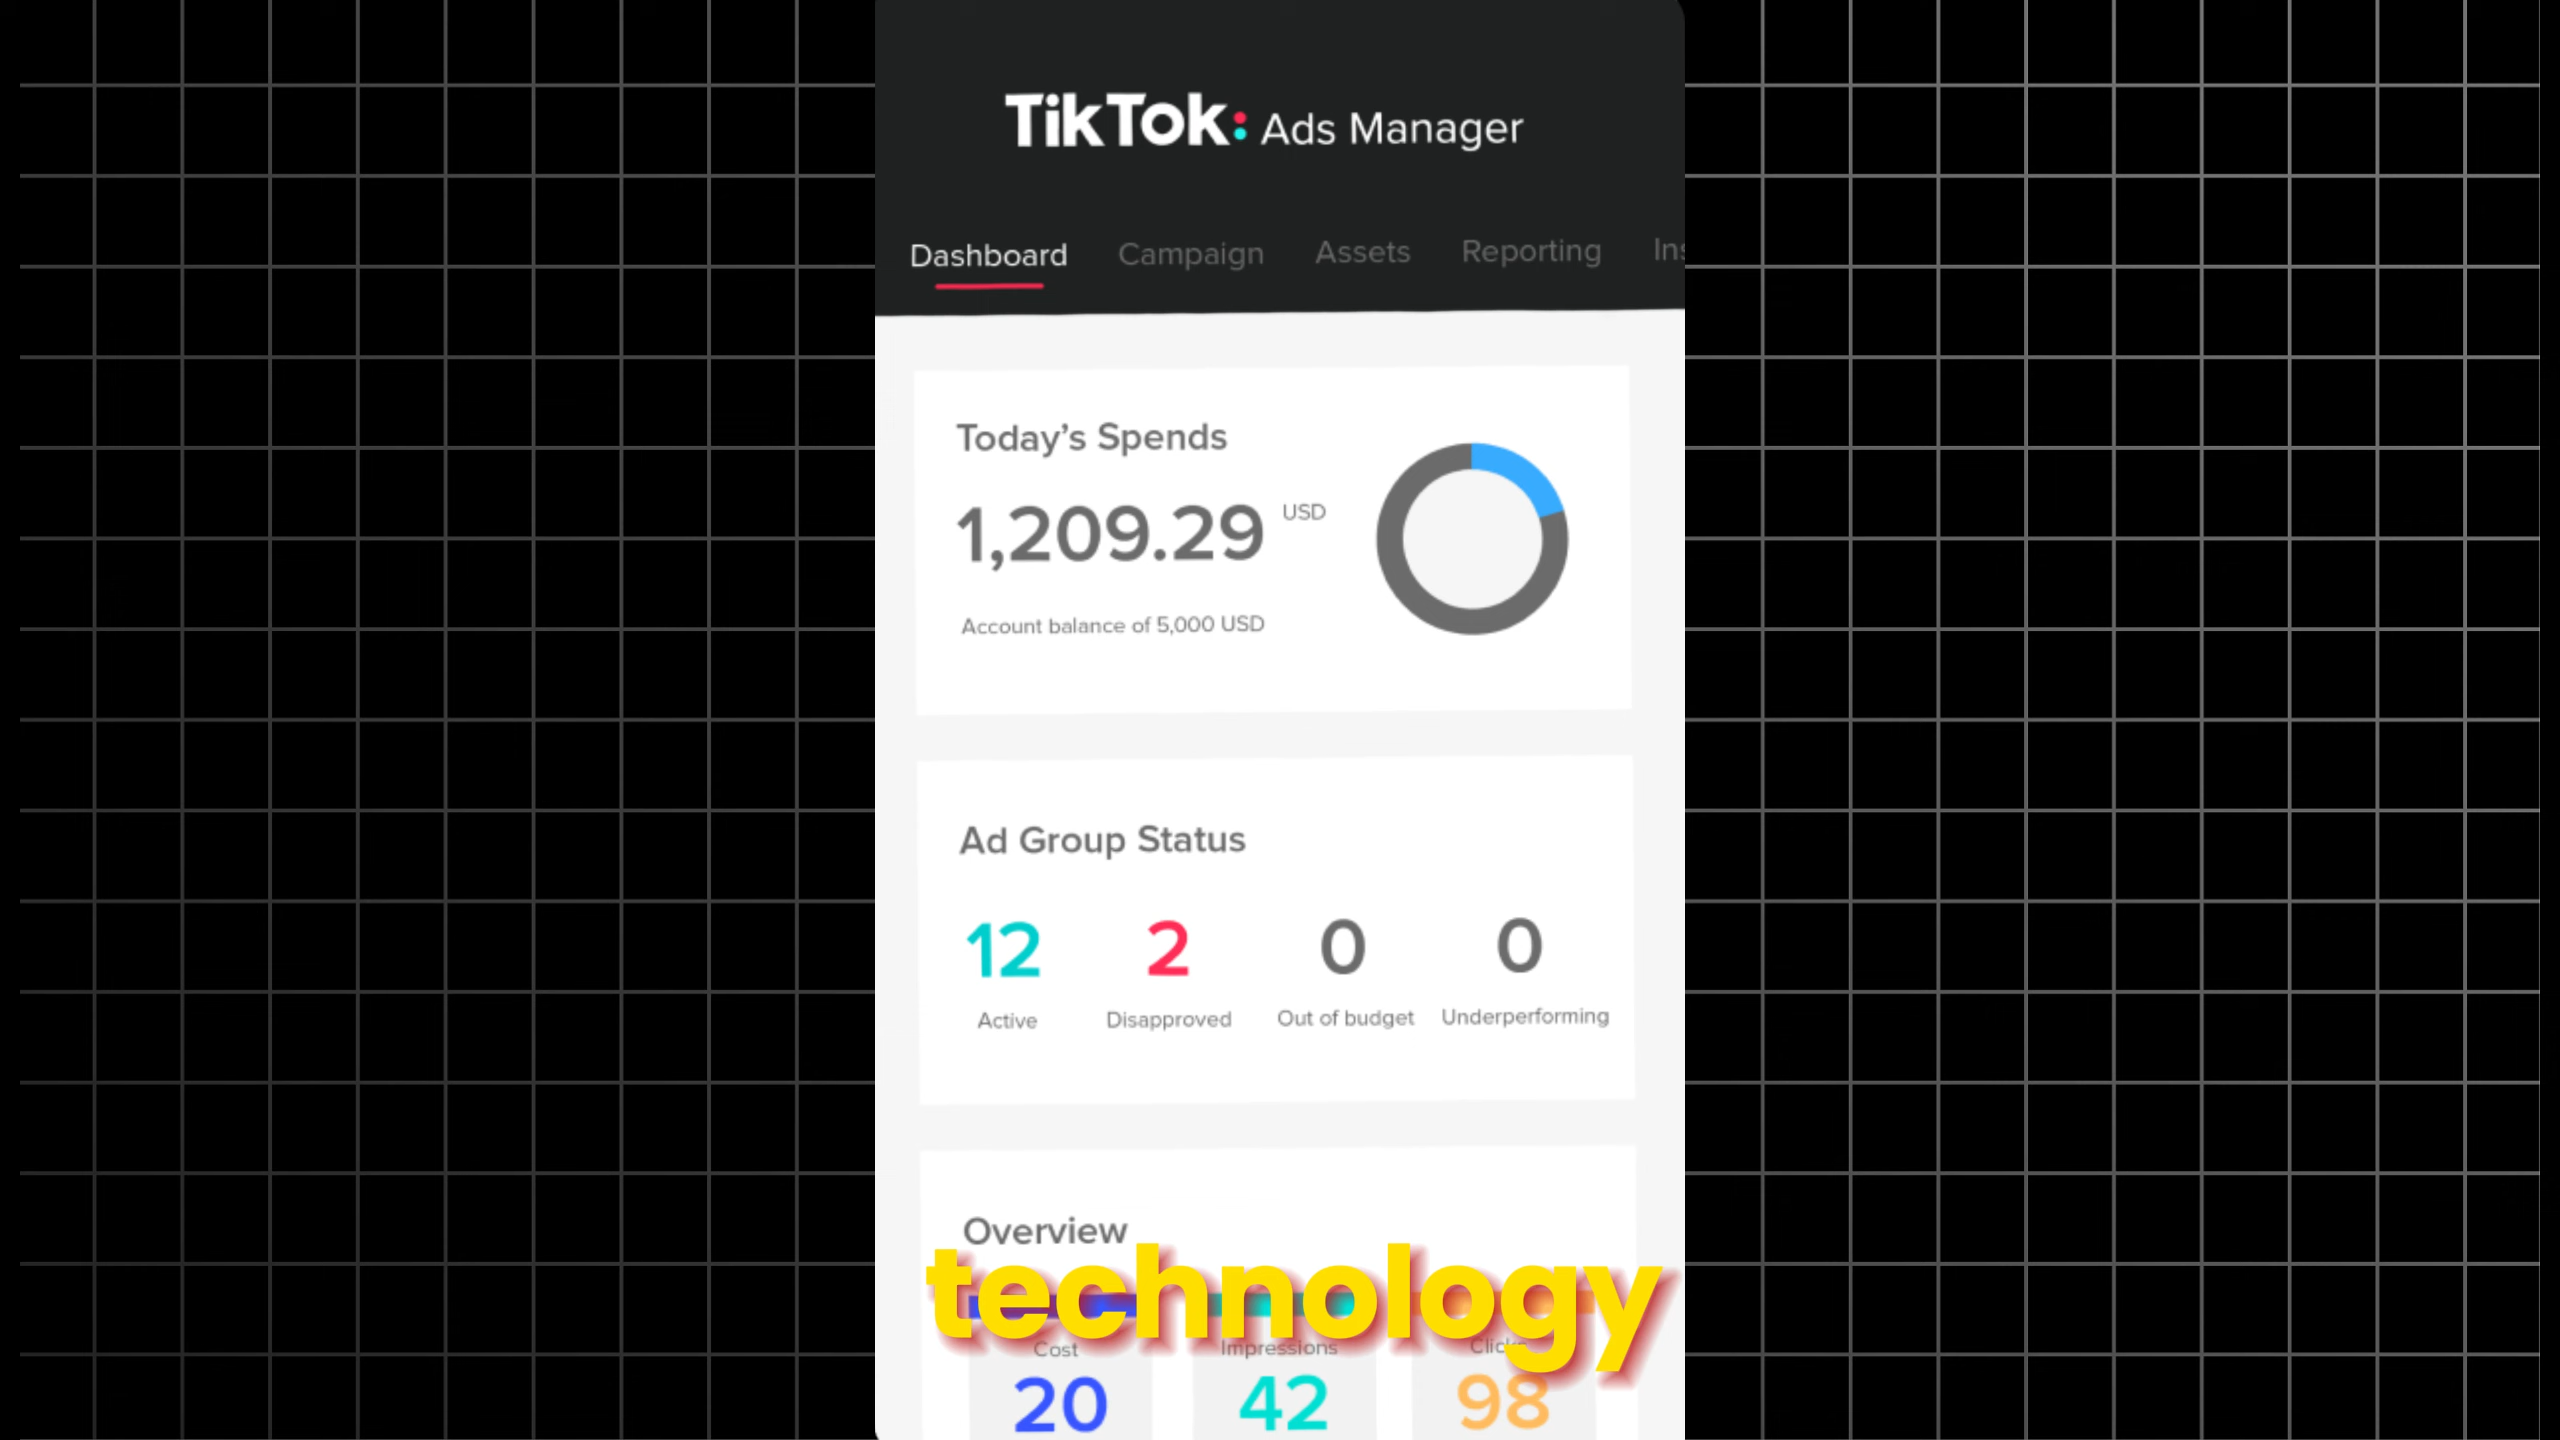 TikTok: Ads Manager
Dashboard Campaign Assets Reporting Ins
Today's Spends
1,209.29 USD
Account balance of 5,000 USD
Ad Group Status
12 2 0 0
Active Disapproved Out of budget Underperforming
Overview
technology
Cost Impressions
20 42 98